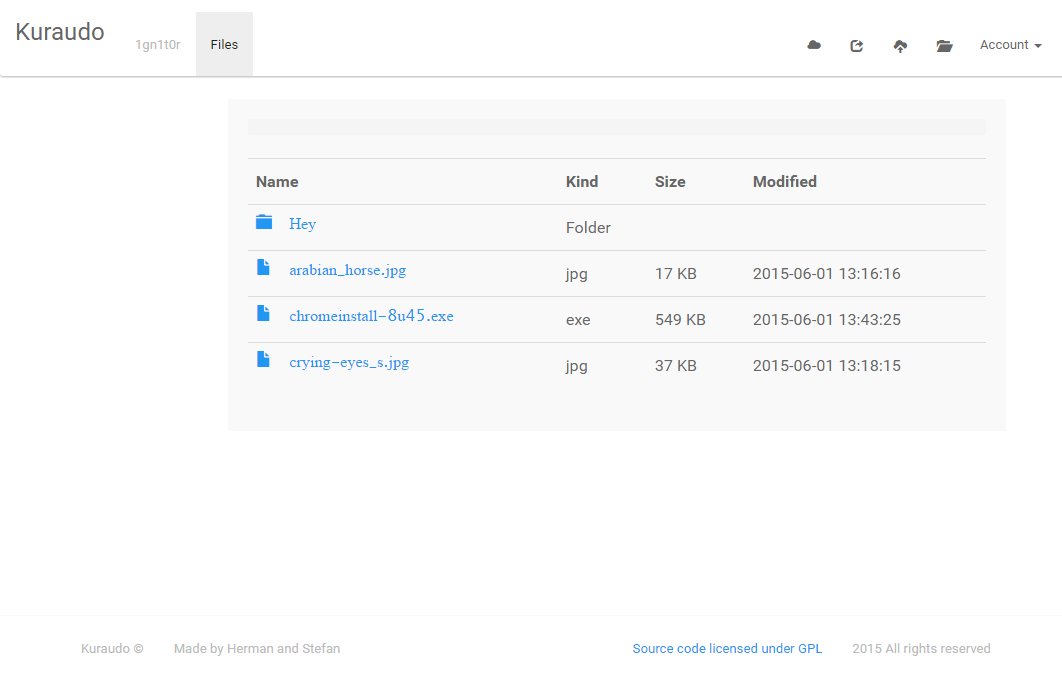 Kuraudo 1gn1t0r Files Account
Name Kind Size Modified
Hey Folder
arabian_horse.jpg jpg 17 KB 2015-06-01 13:16:16
chromeinstall-8u45.exe exe 549 KB 2015-06-01 13:43:25
crying-eyes_s.jpg jpg 37 KB 2015-06-01 13:18:15
Kuraudo © Made by Herman and Stefan Source code licensed under GPL 2015 All rights reserved